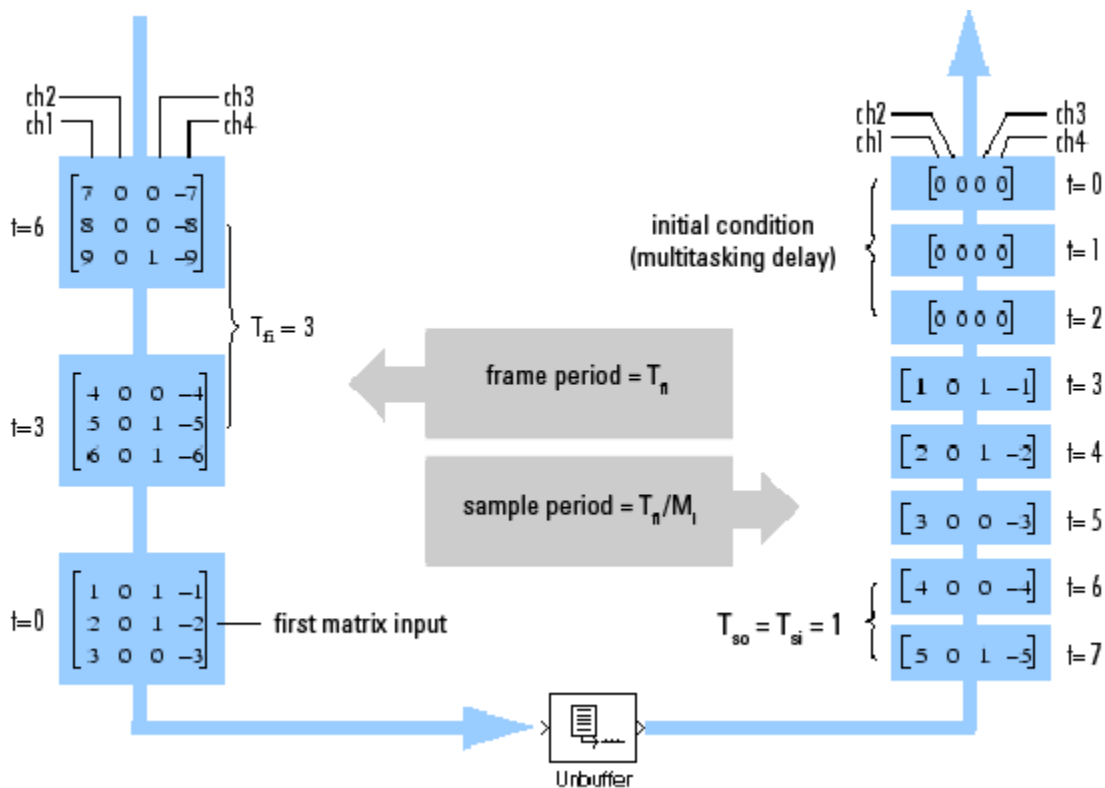 ch2 ch3
ch1 ch4
t=6
7 0 0 −7
8 0 0 −8
9 0 1 −9
T_fi = 3
t=3
4 0 0 −4
5 0 1 −5
6 0 1 −6
t=0
1 0 1 −1
2 0 1 −2
3 0 0 −3
first matrix input
frame period = T_fi
sample period = T_fi/M_i
Unbuffer
ch2 ch3
ch1 ch4
initial condition
(multitasking delay)
[0 0 0 0] t=0
[0 0 0 0] t=1
[0 0 0 0] t=2
[1 0 1 −1] t=3
[2 0 1 −2] t=4
[3 0 0 −3] t=5
[4 0 0 −4] t=6
T_so = T_si = 1
[5 0 1 −5] t=7